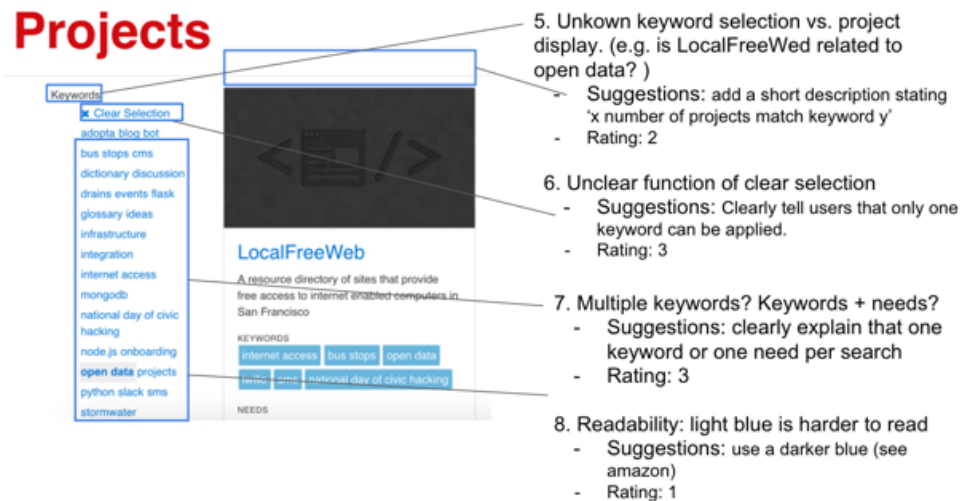 Projects
Keywords
✖ Clear Selection
adopta blog bot
bus stops cms
dictionary discussion
drains events flask
glossary ideas
infrastructure
integration
internet access
mongodb
national day of civic
hacking
node.js onboarding
open data projects
python slack sms
stormwater
LocalFreeWeb
A resource directory of sites that provide
free access to internet enabled computers in
San Francisco
KEYWORDS
internet access bus stops open data
twilio sms national day of civic hacking
NEEDS
5. Unkown keyword selection vs. project
display. (e.g. is LocalFreeWed related to
open data? )
- Suggestions: add a short description stating
'x number of projects match keyword y'
- Rating: 2
6. Unclear function of clear selection
- Suggestions: Clearly tell users that only one
keyword can be applied.
- Rating: 3
7. Multiple keywords? Keywords + needs?
- Suggestions: clearly explain that one
keyword or one need per search
- Rating: 3
8. Readability: light blue is harder to read
- Suggestions: use a darker blue (see
amazon)
- Rating: 1